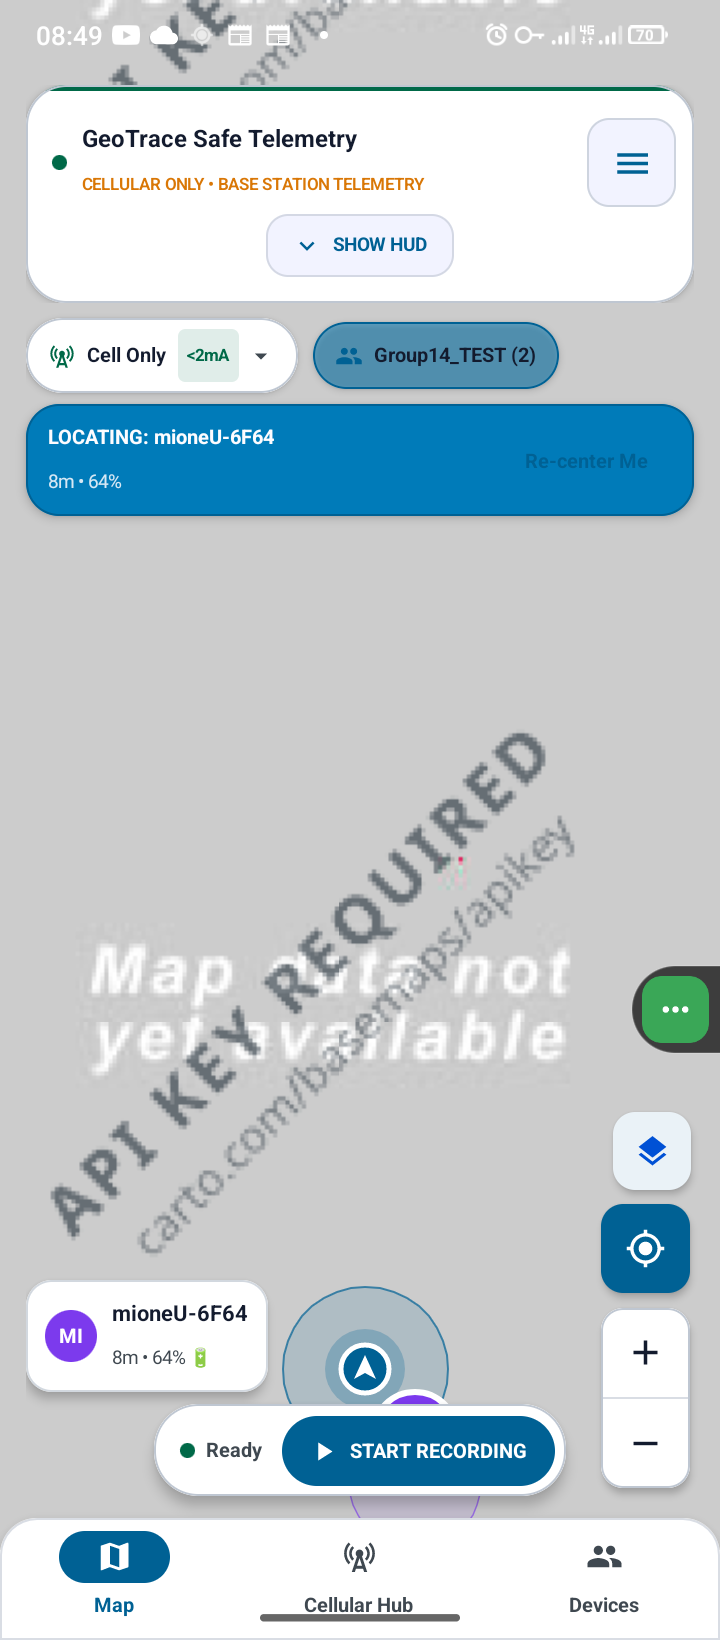 08:49
4G
70
GeoTrace Safe Telemetry
CELLULAR ONLY • BASE STATION TELEMETRY
SHOW HUD
Cell Only
<2mA
Group14_TEST (2)
LOCATING: mioneU-6F64
8m • 64%
Re-center Me
API KEY REQUIRED
carto.com/basemaps/apikey
Map data not
yet available
MI
mioneU-6F64
8m • 64%
Ready
START RECORDING
Map
Cellular Hub
Devices